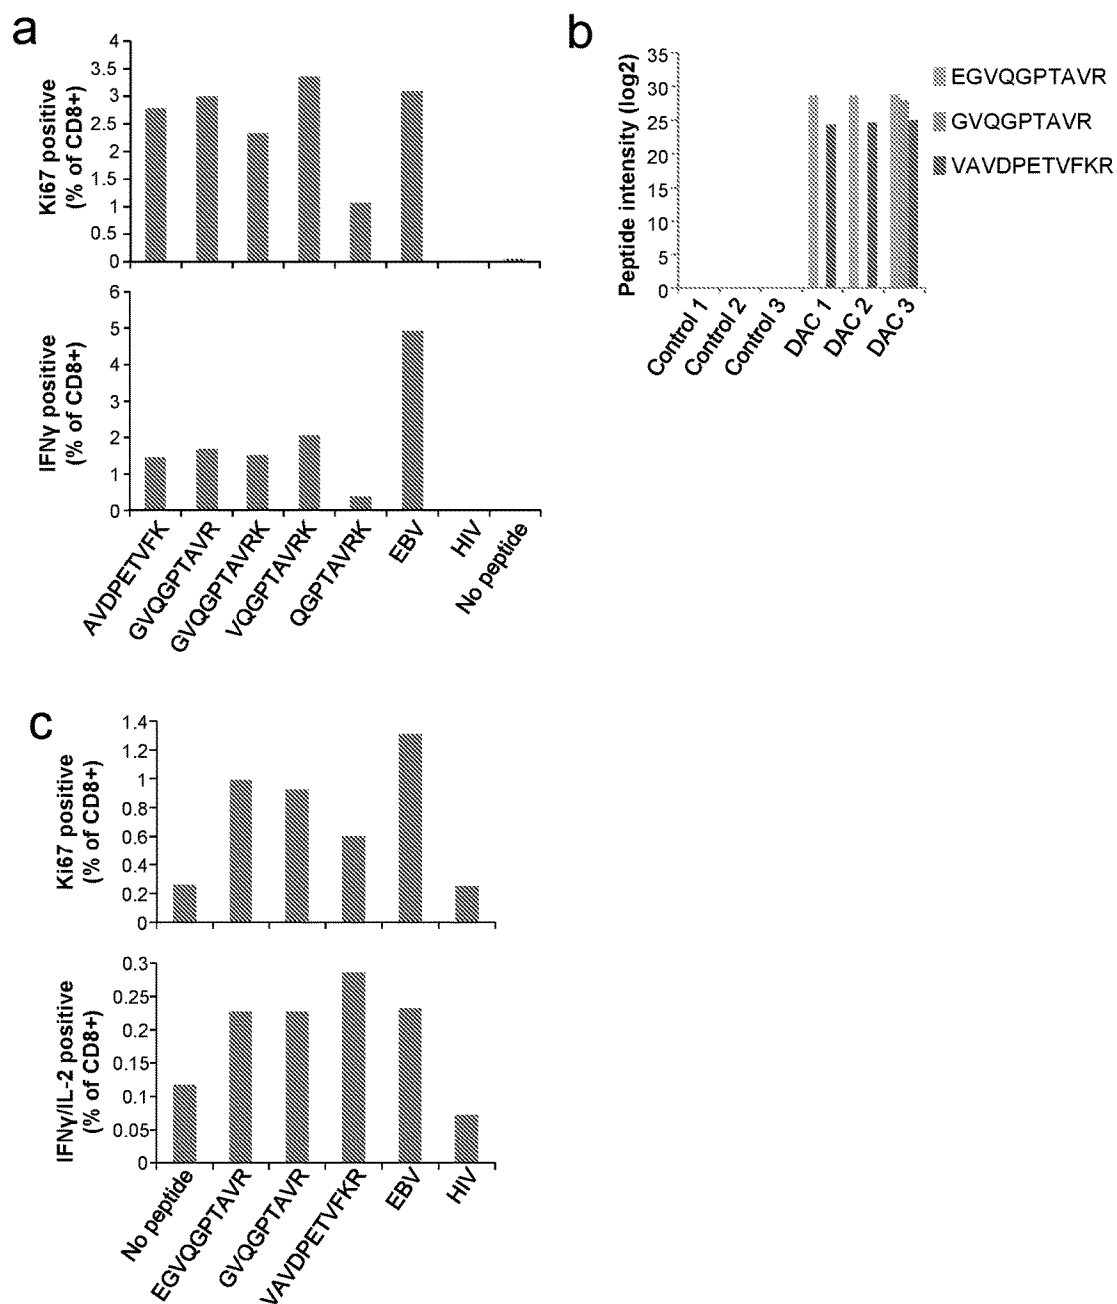 a
Ki67 positive
(% of CD8+)
4
3.5
3
2.5
2
1.5
1
0.5
0
IFNγ positive
(% of CD8+)
6
5
4
3
2
1
0
AVDPETVFK
GVQGPTAVR
GVQGPTAVRK
VQGPTAVRK
QGPTAVRK
EBV
HIV
No peptide
b
Peptide intensity (log2)
35
30
25
20
15
10
5
0
Control 1
Control 2
Control 3
DAC 1
DAC 2
DAC 3
EGVQGPTAVR
GVQGPTAVR
VAVDPETVFKR
c
Ki67 positive
(% of CD8+)
1.4
1.2
1
0.8
0.6
0.4
0.2
0
IFNγ/IL-2 positive
(% of CD8+)
0.3
0.25
0.2
0.15
0.1
0.05
0
No peptide
EGVQGPTAVR
GVQGPTAVR
VAVDPETVFKR
EBV
HIV